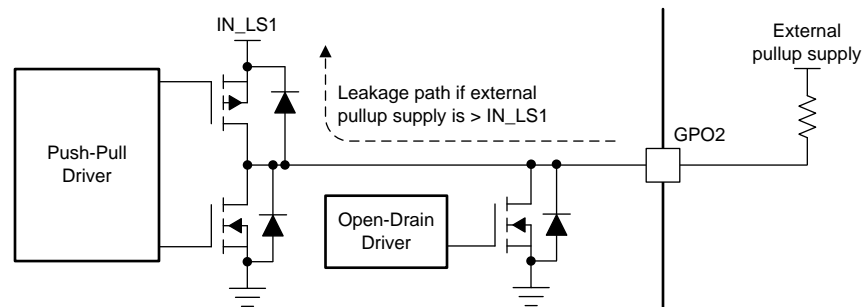 IN_LS1
External
pullup supply
Leakage path if external
pullup supply is > IN_LS1
GPO2
Push-Pull
Driver
Open-Drain
Driver